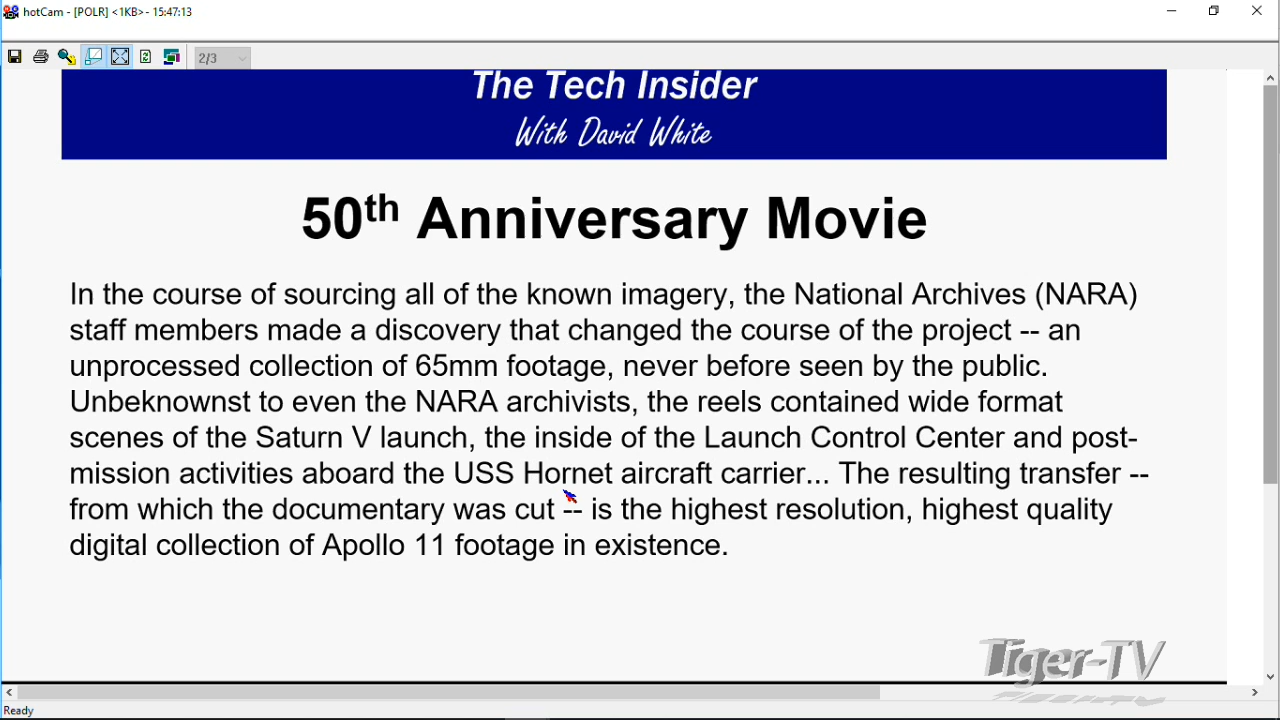 hotCam - [POLR] <1KB> - 15:47:13
2/3
The Tech Insider
With David White
50th Anniversary Movie
In the course of sourcing all of the known imagery, the National Archives (NARA)
staff members made a discovery that changed the course of the project -- an
unprocessed collection of 65mm footage, never before seen by the public.
Unbeknownst to even the NARA archivists, the reels contained wide format
scenes of the Saturn V launch, the inside of the Launch Control Center and post-
mission activities aboard the USS Hornet aircraft carrier... The resulting transfer --
from which the documentary was cut -- is the highest resolution, highest quality
digital collection of Apollo 11 footage in existence.
Tiger-TV
Ready